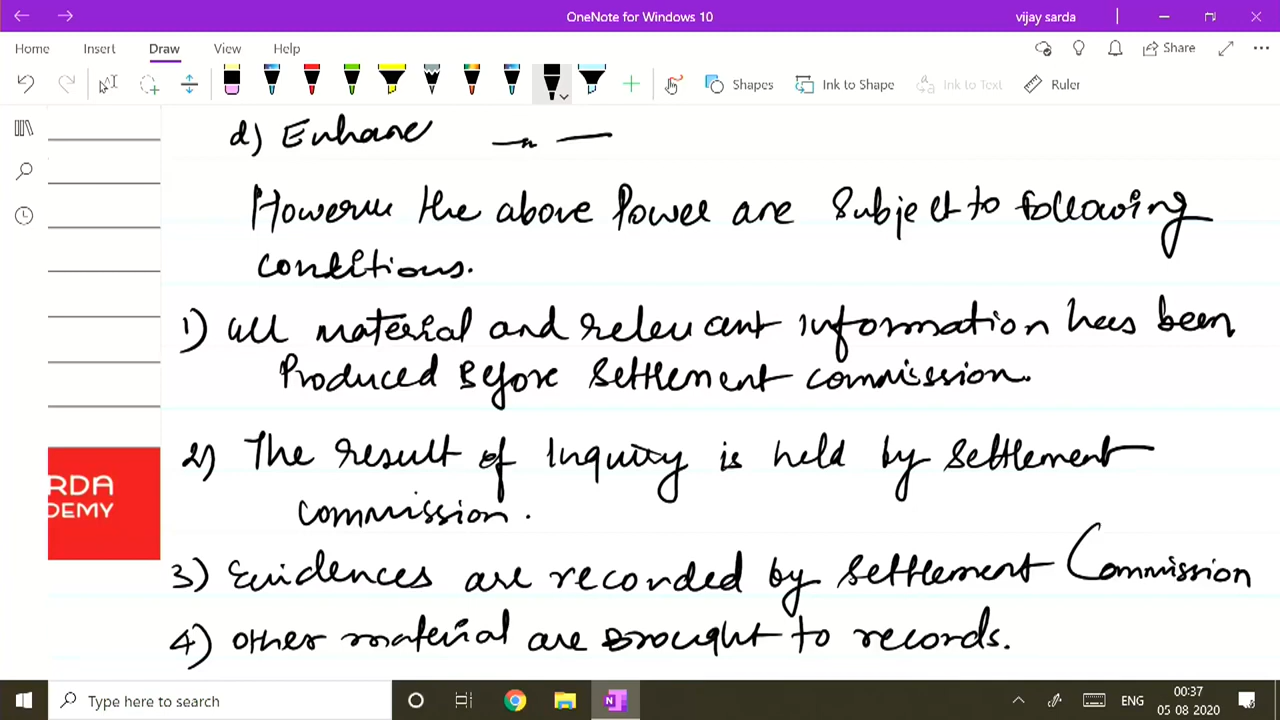 OneNote for Windows 10
vijay sarda
Home Insert Draw View Help
Share
Shapes
Ink to Shape
Ink to Text
Ruler
d) Enhance
However the above Power are Subject to following
conditions.
1) all material and relevant information has been
Produced Before Settlement commission.
2) The result of Inquiry is held by Settlement
commission.
3) Evidences are recorded by Settlement Commission
4) other material are Brought to records.
RDA
DEMY
Type here to search
ENG
00:37
05-08-2020
3